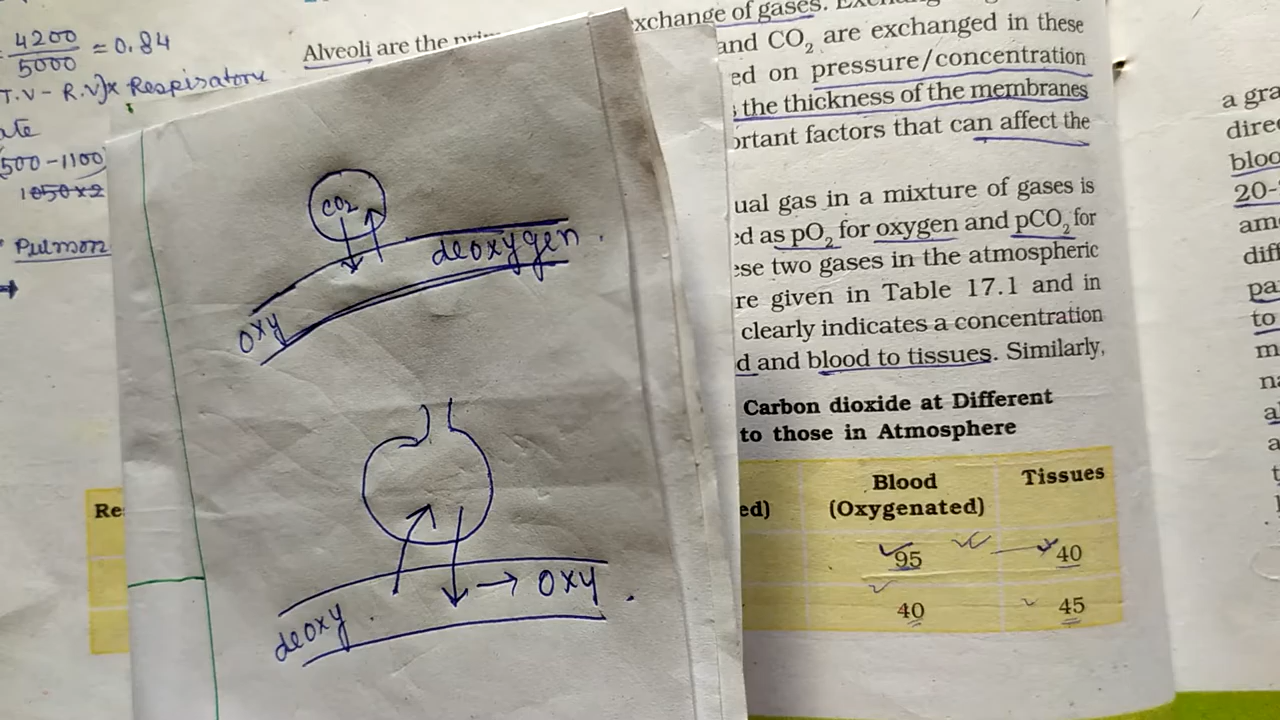 4200
5000
= 0.84
T.V - R.V)x Respiratory
ate
500-1100
1050x2
Pulmon
Alveoli are the
xchange of gases.
and CO₂ are exchanged in these
ed on pressure/concentration
the thickness of the membranes
ortant factors that can affect the
ual gas in a mixture of gases is
ed as pO₂ for oxygen and pCO₂ for
ese two gases in the atmospheric
re given in Table 17.1 and in
clearly indicates a concentration
d and blood to tissues. Similarly,
Carbon dioxide at Different
to those in Atmosphere
ed)
Blood
(Oxygenated)
Tissues
95
40
40
45
Re
CO2
deoxygen.
oxy
deoxy.
→ oxy.
a gra
direc
bloo
20-
am
diff
pa
to
m
na
a
a
t